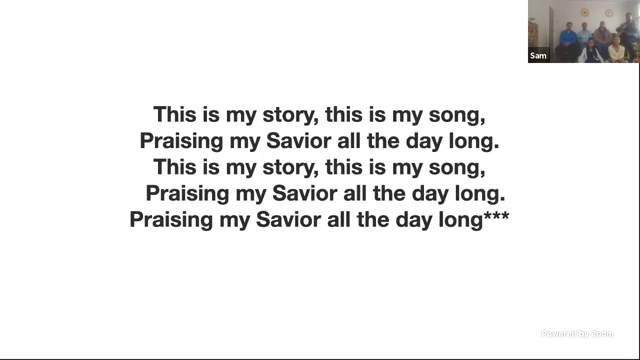 Sam
This is my story, this is my song,
Praising my Savior all the day long.
This is my story, this is my song,
Praising my Savior all the day long.
Praising my Savior all the day long***
Powered by Zoom